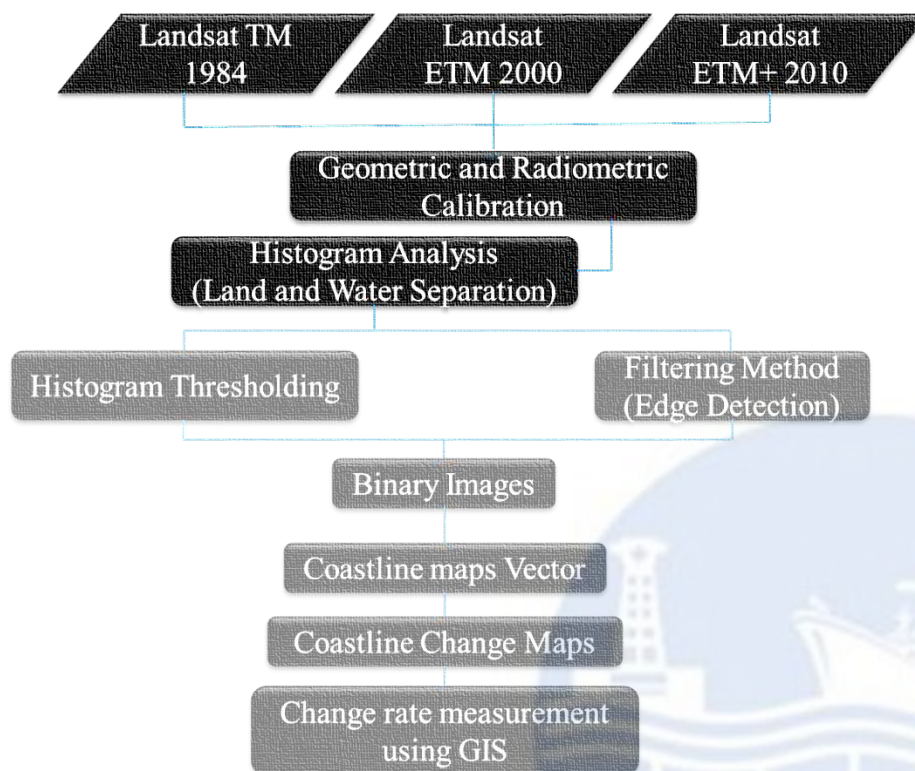 Landsat TM
1984
Landsat
ETM 2000
Landsat
ETM+ 2010
Geometric and Radiometric
Calibration
Histogram Analysis
(Land and Water Separation)
Histogram Thresholding
Filtering Method
(Edge Detection)
Binary Images
Coastline maps Vector
Coastline Change Maps
Change rate measurement
using GIS